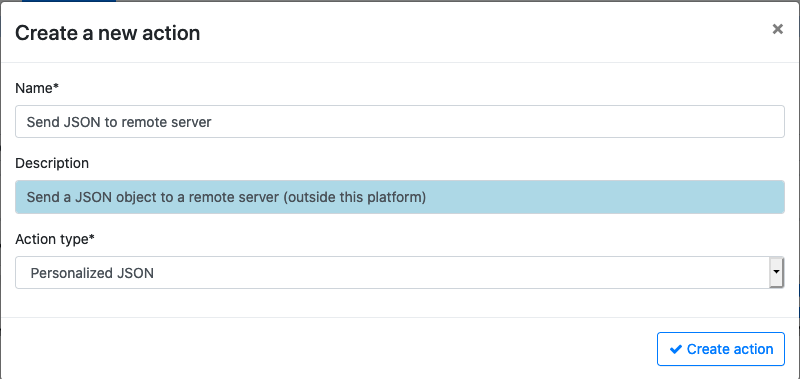 Create a new action
×
Name*
Send JSON to remote server
Description
Send a JSON object to a remote server (outside this platform)
Action type*
Personalized JSON
Create action